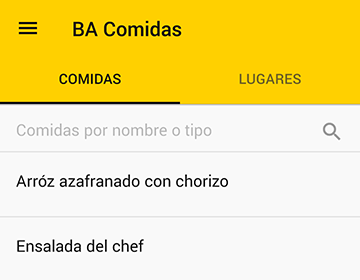 BA Comidas
COMIDAS LUGARES
Comidas por nombre o tipo
Arróz azafranado con chorizo
Ensalada del chef